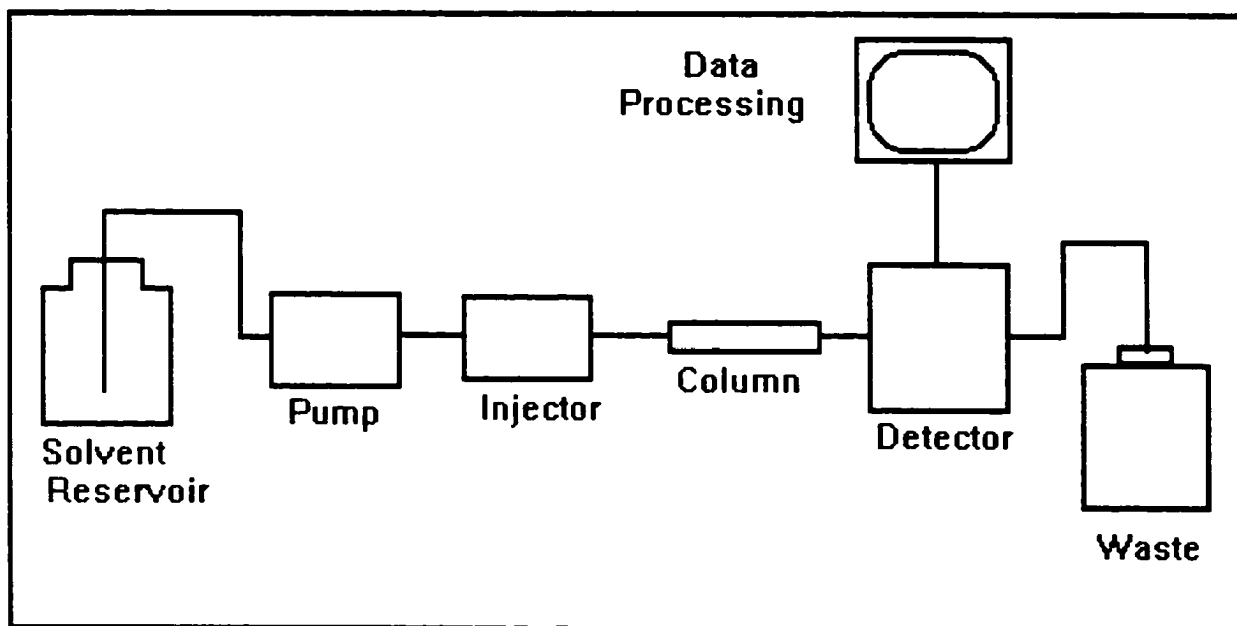 Data
Processing
Solvent
Reservoir
Pump
Injector
Column
Detector
Waste